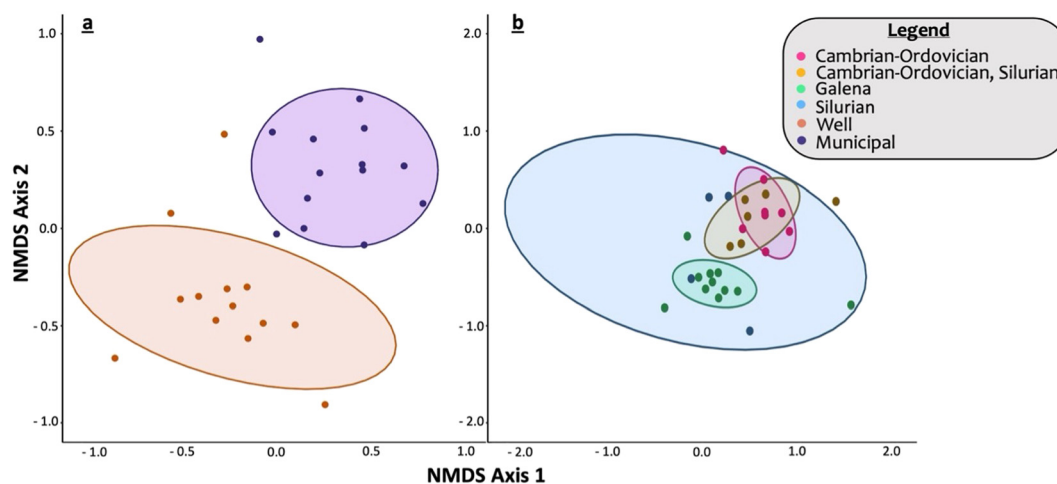 a
b
Legend
Cambrian-Ordovician
Cambrian-Ordovician, Silurian
Galena
Silurian
Well
Municipal
NMDS Axis 2
1.0
0.5
0.0
- 0.5
- 1.0
2.0
1.0
0.0
- 1.0
- 2.0
- 1.0
- 0.5
0.0
0.5
1.0
- 2.0
- 1.0
0.0
1.0
2.0
NMDS Axis 1